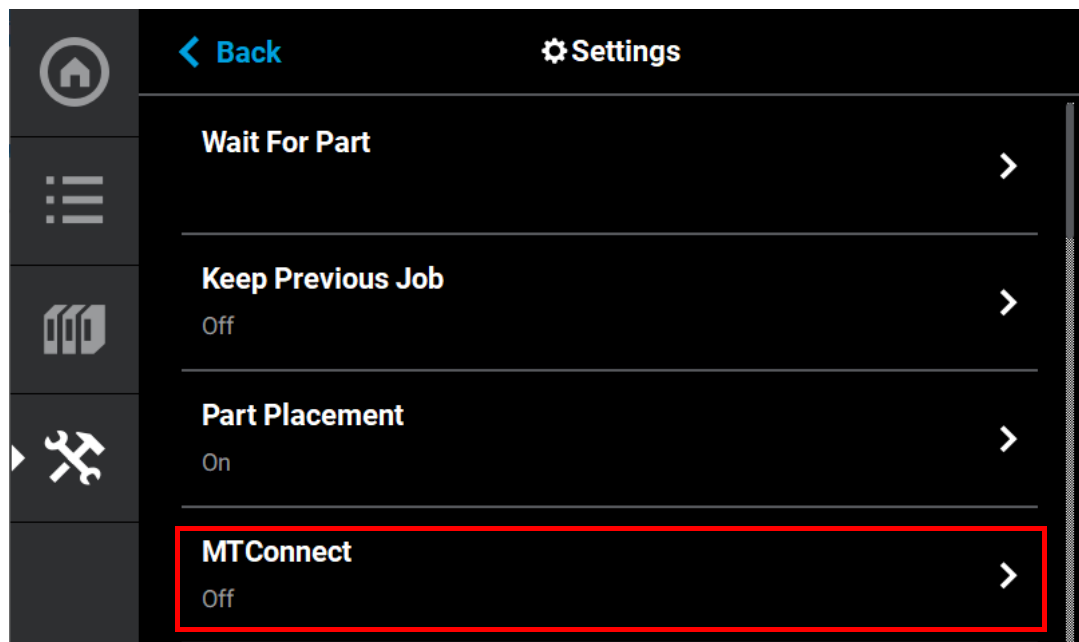 Back
Settings
Wait For Part
Keep Previous Job
Off
Part Placement
On
MTConnect
Off